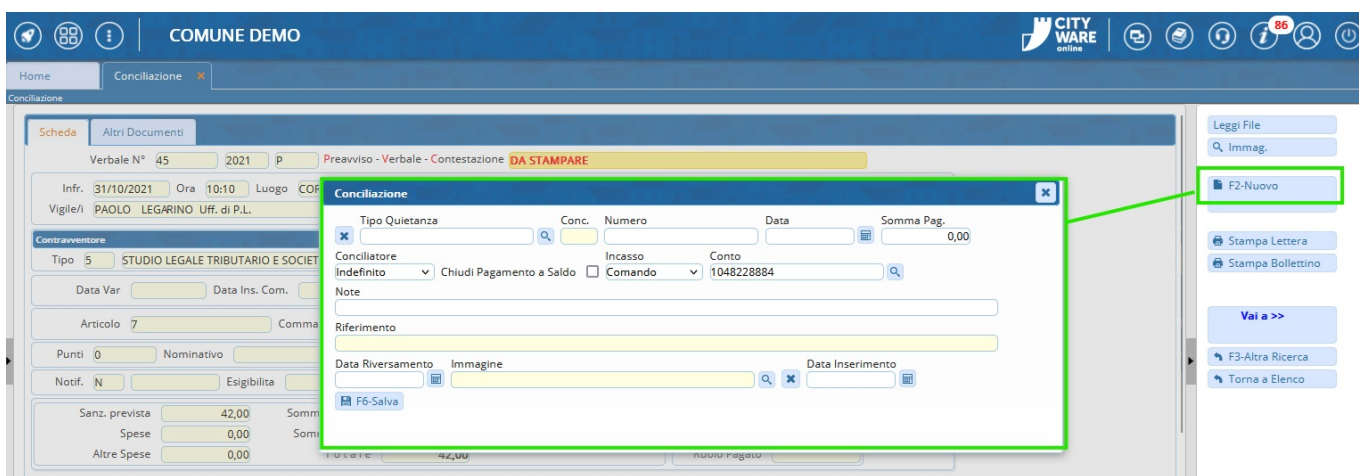 COMUNE DEMO
CITY
WARE
online
86
Home
Conciliazione
Conciliazione
Scheda
Altri Documenti
Verbale N° 45 2021 P Preavviso - Verbale - Contestazione DA STAMPARE
Infr. 31/10/2021 Ora 10:10 Luogo COR
Vigile/i PAOLO LEGARINO Uff. di P.L.
Contravventore
Tipo 5 STUDIO LEGALE TRIBUTARIO E SOCIET
Data Var Data Ins. Com.
Articolo 7 Comma
Punti 0 Nominativo
Notif. N Esigibilita
Sanz. prevista 42,00 Somm
Spese 0,00 Som
Altre Spese 0,00 Totale 42,00 Ruolo Pagato
Conciliazione
Tipo Quietanza Conc. Numero Data Somma Pag.
0,00
Conciliatore Incasso Conto
Indefinito Chiudi Pagamento a Saldo Comando 1048228884
Note
Riferimento
Data Riversamento Immagine Data Inserimento
F6-Salva
Leggi File
Immag.
F2-Nuovo
Stampa Lettera
Stampa Bollettino
Vai a >>
F3-Altra Ricerca
Torna a Elenco